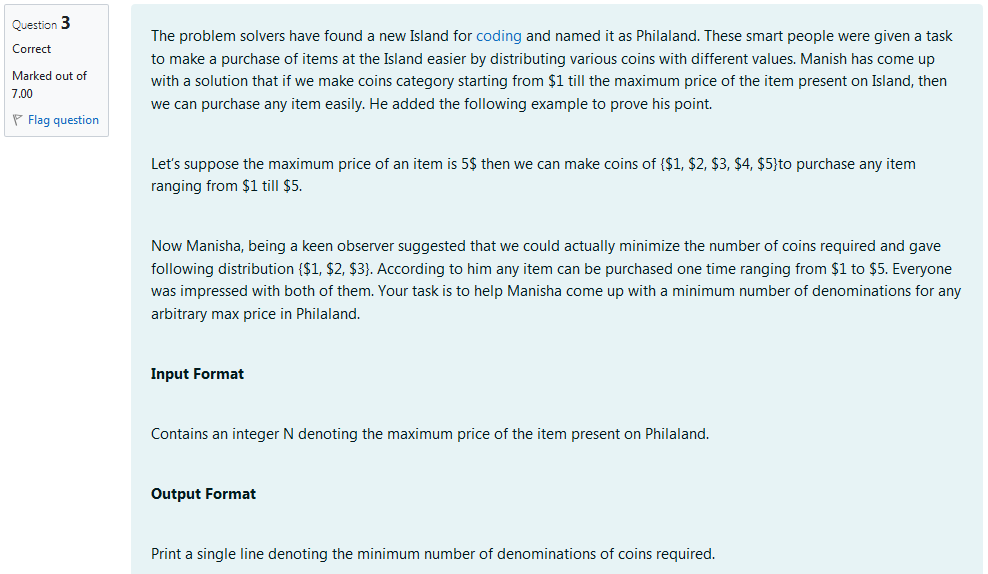 Question 3
Correct
Marked out of
7.00
Flag question
The problem solvers have found a new Island for coding and named it as Philaland. These smart people were given a task
to make a purchase of items at the Island easier by distributing various coins with different values. Manish has come up
with a solution that if we make coins category starting from $1 till the maximum price of the item present on Island, then
we can purchase any item easily. He added the following example to prove his point.
Let's suppose the maximum price of an item is 5$ then we can make coins of {$1, $2, $3, $4, $5}to purchase any item
ranging from $1 till $5.
Now Manisha, being a keen observer suggested that we could actually minimize the number of coins required and gave
following distribution {$1, $2, $3}. According to him any item can be purchased one time ranging from $1 to $5. Everyone
was impressed with both of them. Your task is to help Manisha come up with a minimum number of denominations for any
arbitrary max price in Philaland.
Input Format
Contains an integer N denoting the maximum price of the item present on Philaland.
Output Format
Print a single line denoting the minimum number of denominations of coins required.